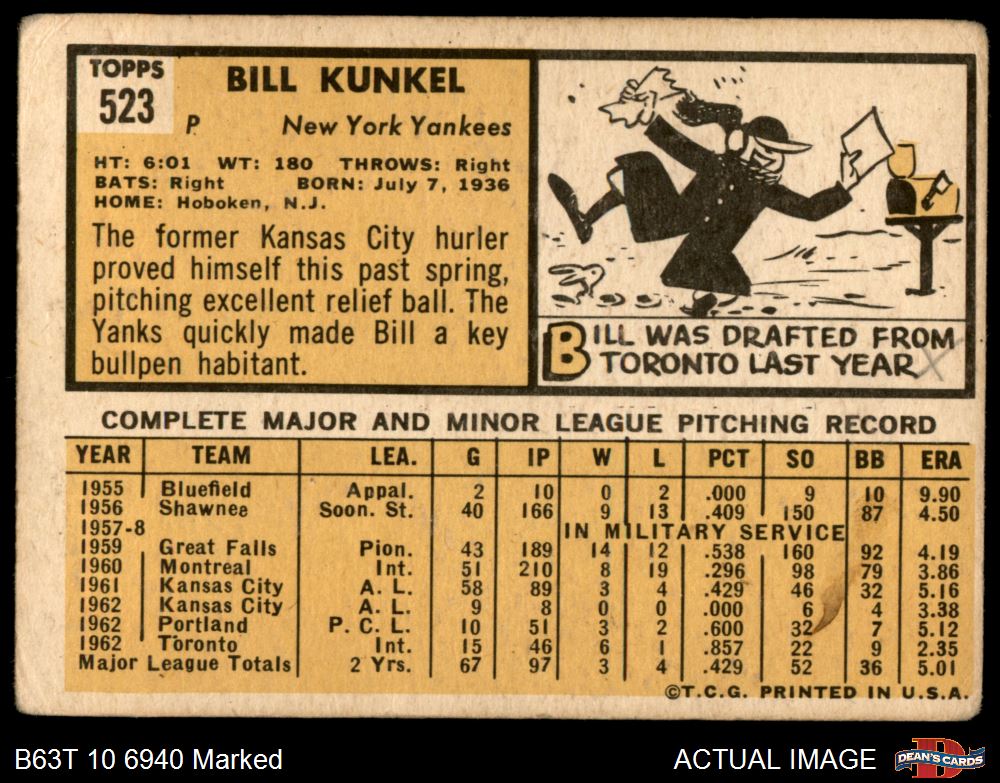 TOPPS
523
BILL KUNKEL
P. New York Yankees
HT: 6:01 WT: 180 THROWS: Right
BATS: Right BORN: July 7, 1936
HOME: Hoboken, N.J.
The former Kansas City hurler
proved himself this past spring,
pitching excellent relief ball. The
Yanks quickly made Bill a key
bullpen habitant.
BILL WAS DRAFTED FROM
TORONTO LAST YEAR
COMPLETE MAJOR AND MINOR LEAGUE PITCHING RECORD
YEAR TEAM LEA. G IP W L PCT SO BB ERA
1955 Bluefield Appal. 2 10 0 2 .000 9 10 9.90
1956 Shawnee Soon. St. 40 166 9 13 .409 150 87 4.50
1957-8 IN MILITARY SERVICE
1959 Great Falls Pion. 43 189 14 12 .538 160 92 4.19
1960 Montreal Int. 51 210 8 19 .296 98 79 3.86
1961 Kansas City A. L. 58 89 3 4 .429 46 32 5.16
1962 Kansas City A. L. 9 8 0 0 .000 6 4 3.38
1962 Portland P. C. L. 10 51 3 2 .600 32 7 5.12
1962 Toronto Int. 15 46 6 1 .857 22 9 2.35
Major League Totals 2 Yrs. 67 97 3 4 .429 52 36 5.01
©T.C.G. PRINTED IN U.S.A.
B63T 10 6940 Marked
ACTUAL IMAGE
D
DEAN'S CARDS